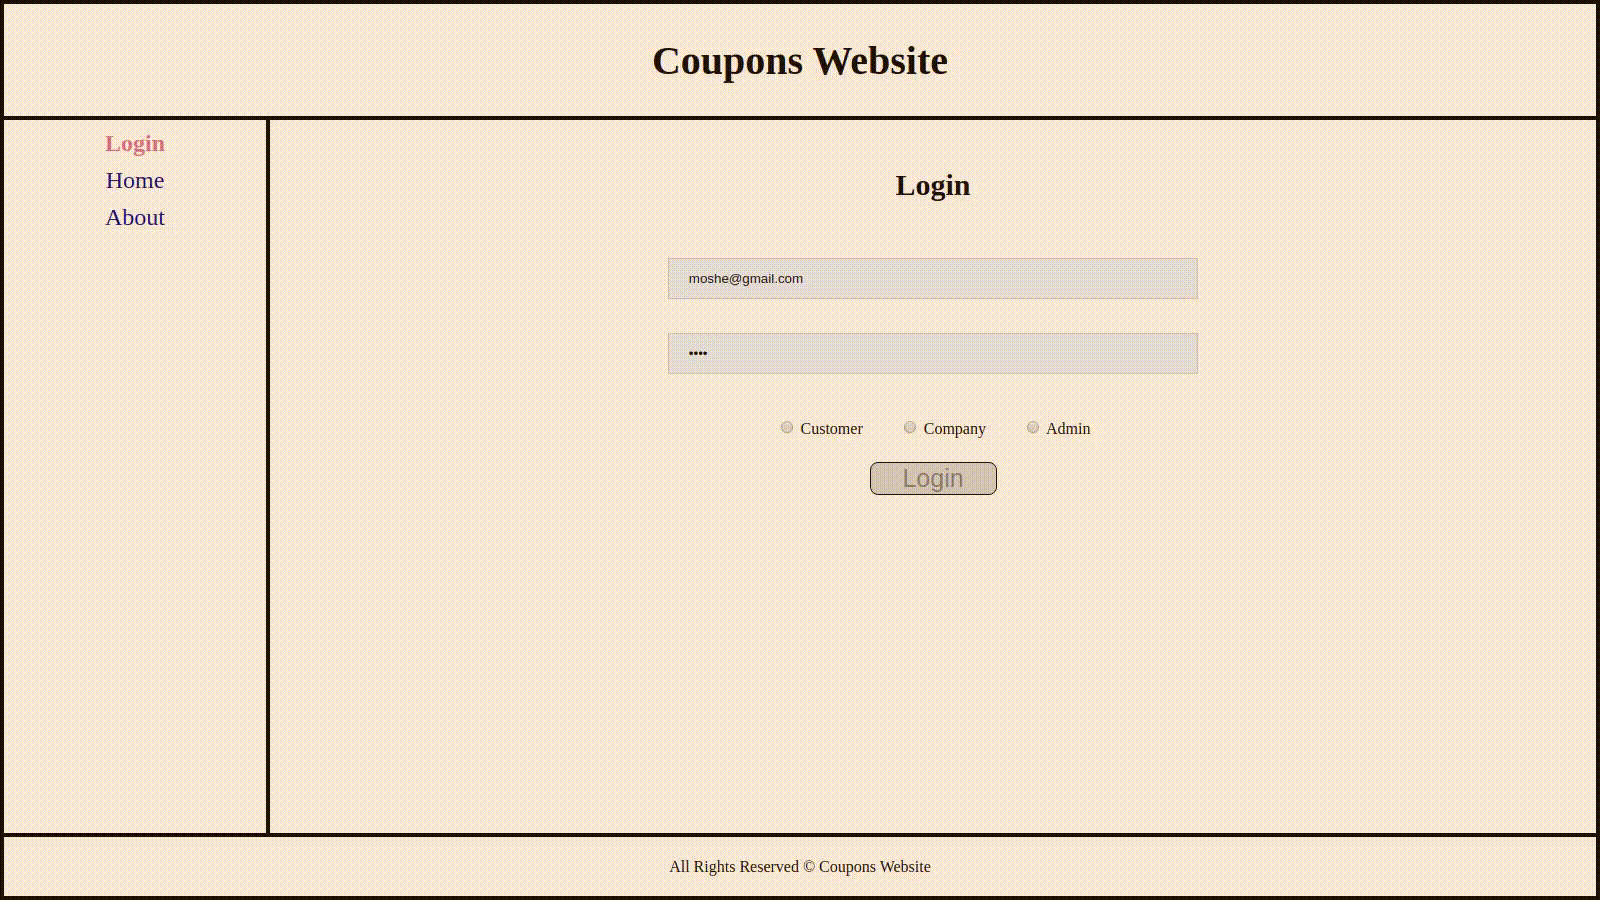 Coupons Website
Login
Home
About
Login
moshe@gmail.com
••••
Customer Company Admin
Login
All Rights Reserved © Coupons Website